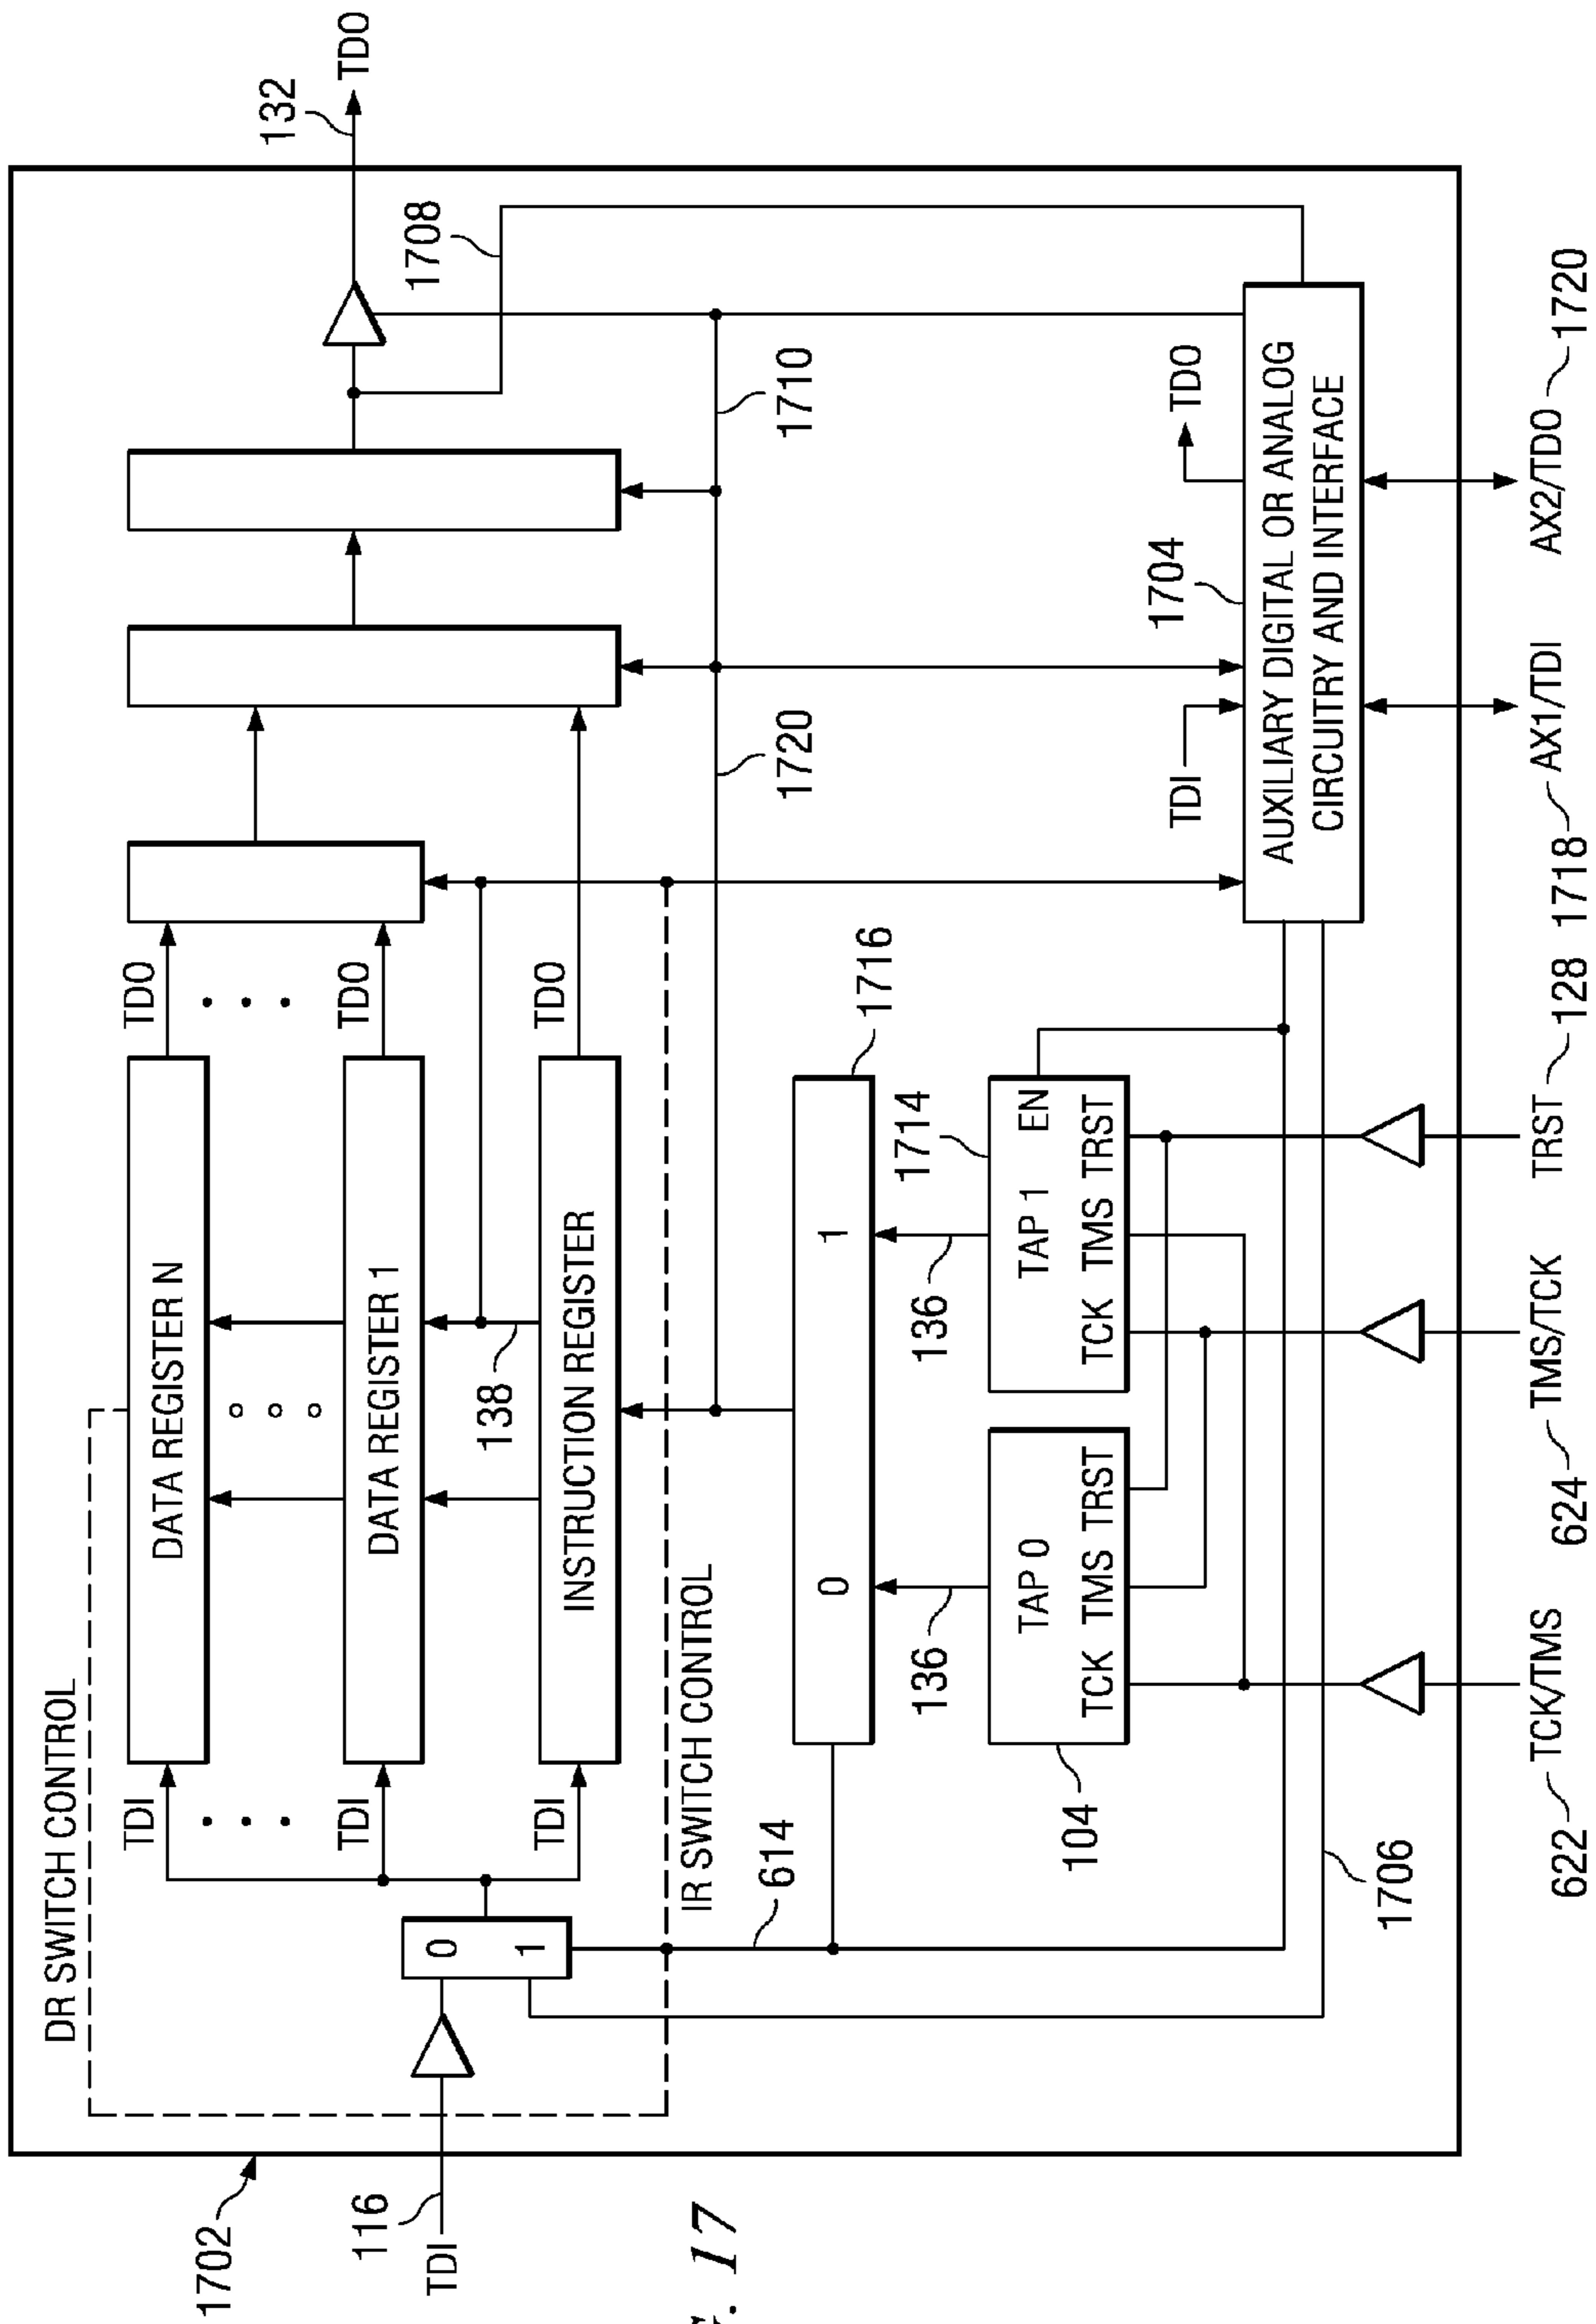 1702
116
TDI
DR SWITCH CONTROL
TDI
TDI
TDI
0
1
DATA REGISTER N
DATA REGISTER 1
INSTRUCTION REGISTER
138
TDO
TDO
TDO
132
TDO
1708
IR SWITCH CONTROL
614
1720
1710
0
1
1716
136
136
1714
TAP 0
TCK TMS TRST
104
TAP 1 EN
TCK TMS TRST
1706
TDI
1704
TDO
AUXILIARY DIGITAL OR ANALOG
CIRCUITRY AND INTERFACE
622
TCK/TMS
624
TMS/TCK
TRST
128
1718
AX1/TDI
AX2/TDO
1720
17